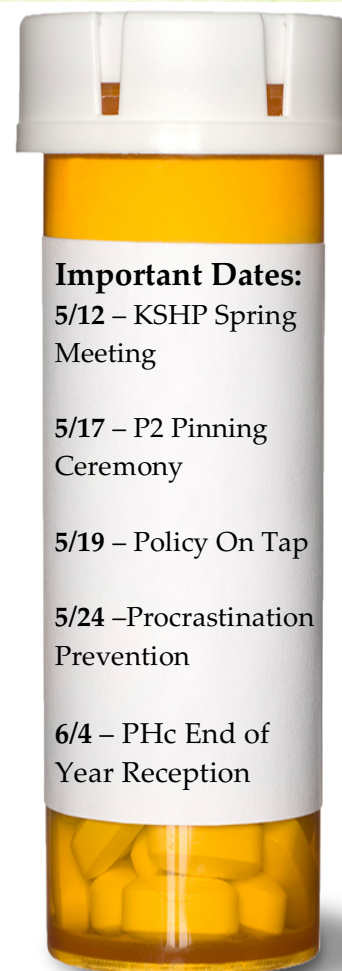 Important Dates:
5/12 – KSHP Spring
Meeting
5/17 – P2 Pinning
Ceremony
5/19 – Policy On Tap
5/24 –Procrastination
Prevention
6/4 – PHc End of
Year Reception